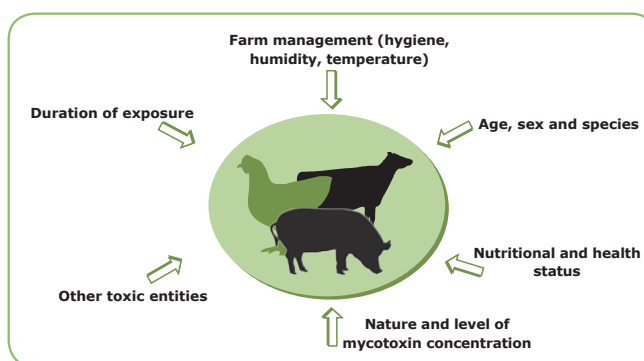 Farm management (hygiene,
humidity, temperature)
Duration of exposure
Age, sex and species
Nutritional and health
status
Other toxic entities
Nature and level of
mycotoxin concentration